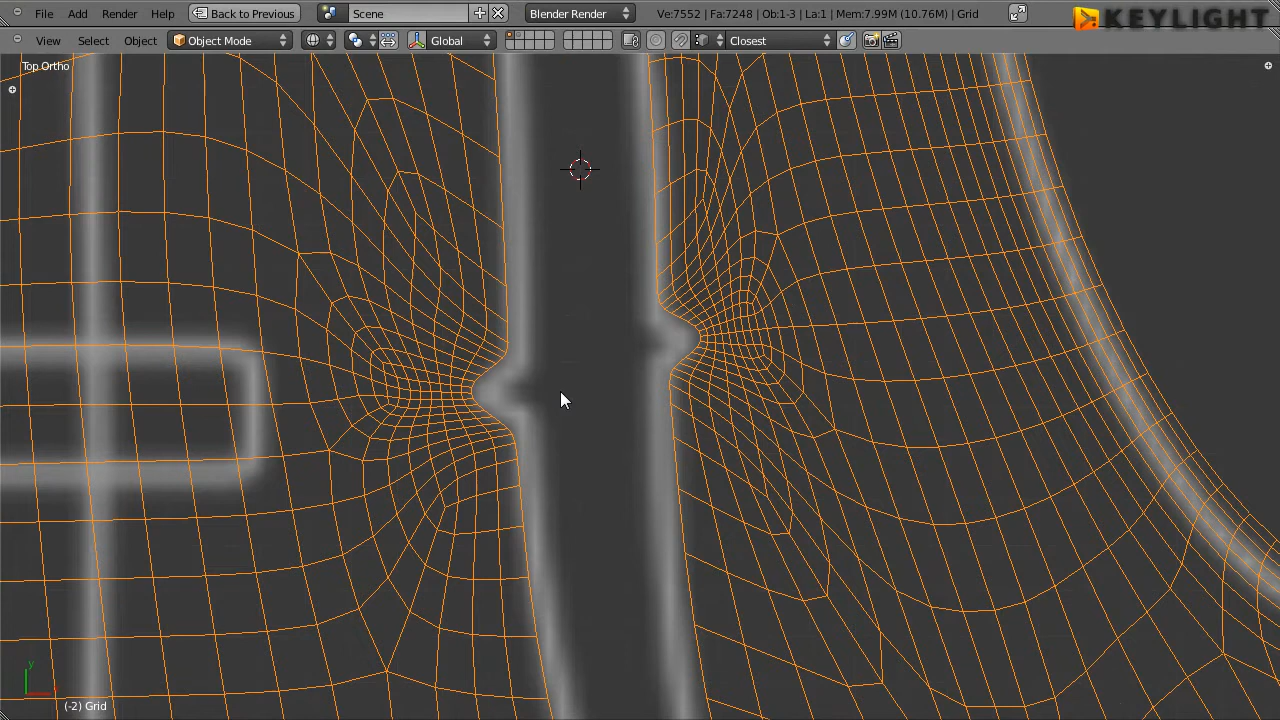 File Add Render Help Back to Previous Scene Blender Render Ve:7552 | Fa:7248 | Ob:1-3 | La:1 | Mem:7.99M (10.76M) | Grid KEYLIGHT
View Select Object Object Mode Global Closest
Top Ortho
y
(-2) Grid